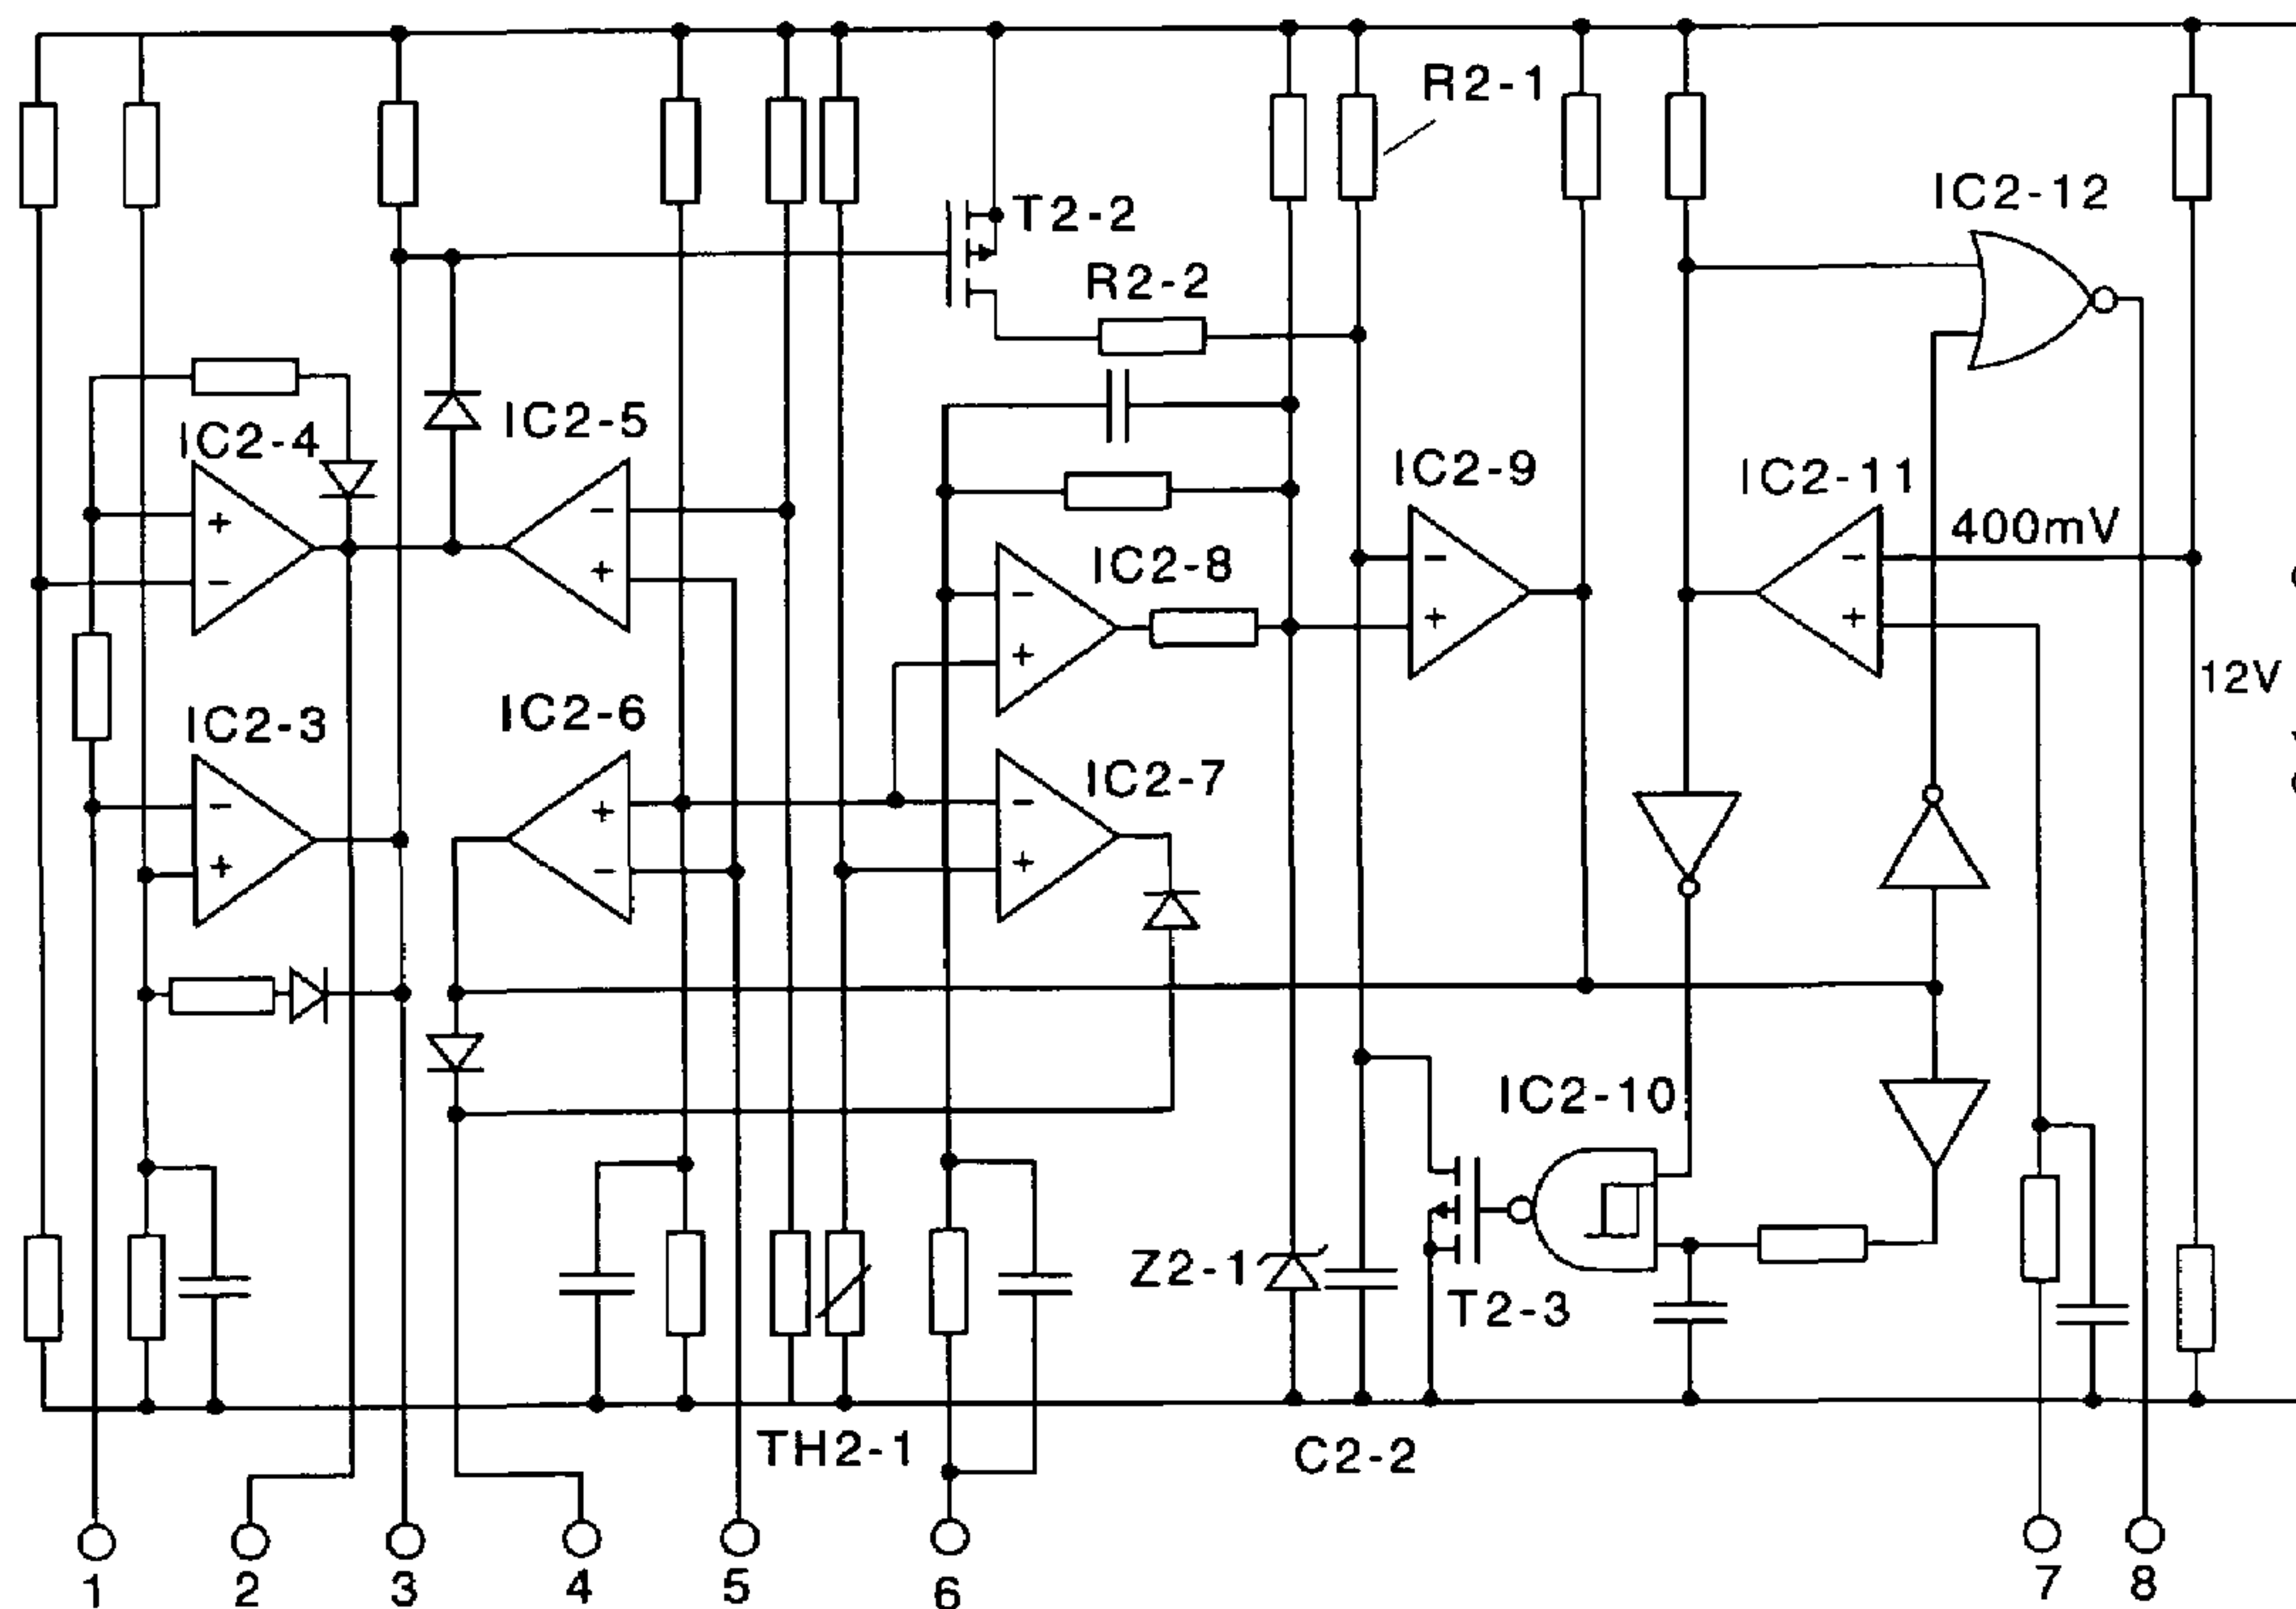 R2-1
IC2-12
T2-2
R2-2
IC2-4
IC2-5
IC2-9
IC2-11
+
-
-
+
400mV
IC2-8
-
+
-
+
-
+
12V
IC2-3
IC2-6
IC2-7
-
+
+
-
-
+
IC2-10
Z2-1
T2-3
TH2-1
C2-2
1
2
3
4
5
6
7
8